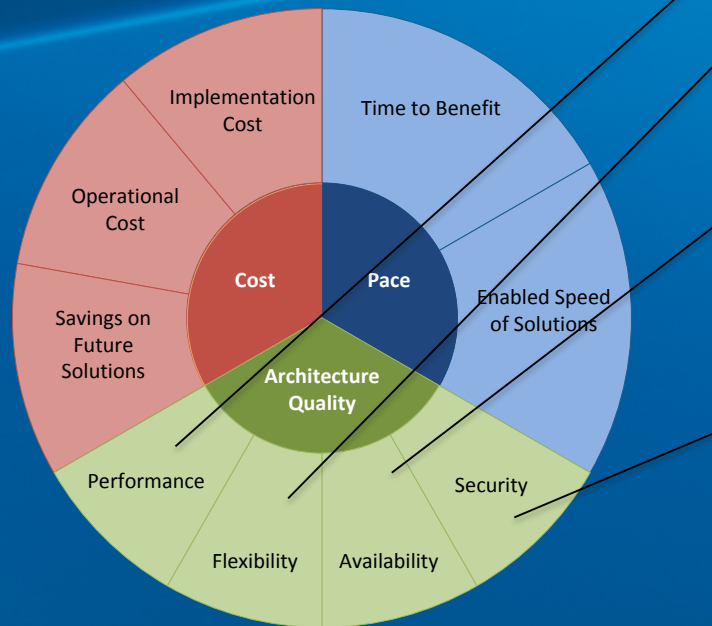 Implementation
Cost
Time to Benefit
Operational
Cost
Cost
Pace
Savings on
Future
Solutions
Enabled Speed
of Solutions
Architecture
Quality
Performance
Security
Flexibility
Availability